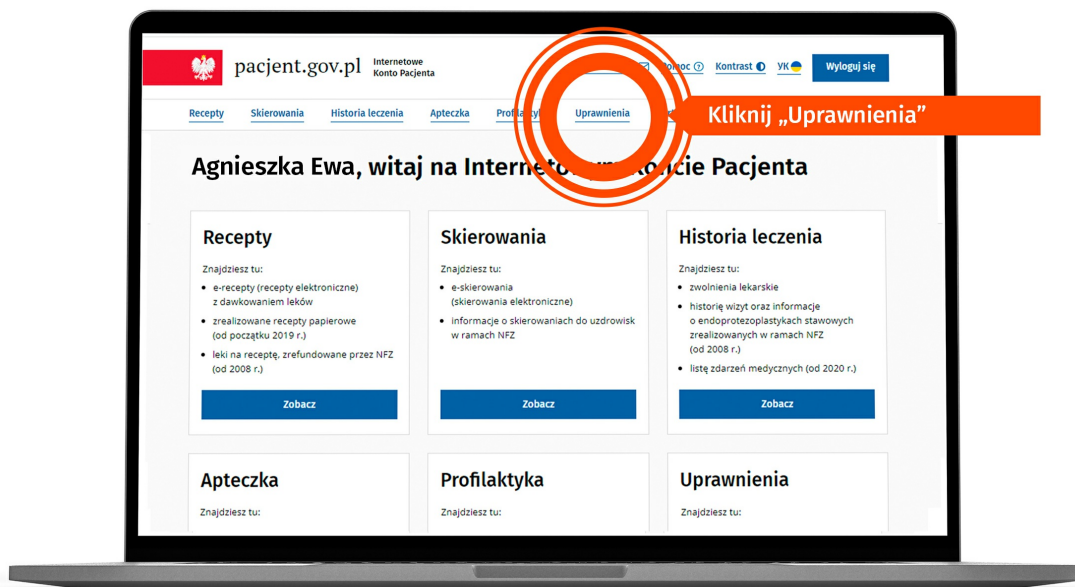 pacjent.gov.pl
Internetowe
Konto Pacjenta
Kontrast
УК
Wyloguj się
Recepty
Skierowania
Historia leczenia
Apteczka
Uprawnienia
Kliknij „Uprawnienia”
Agnieszka Ewa, witaj na Pacjenta
Recepty
Znajdziesz tu:
• e-recepty (recepty elektroniczne)
z dawkowaniem leków
• zrealizowane recepty papierowe
(od początku 2019 r.)
• leki na receptę, zrefundowane przez NFZ
(od 2008 r.)
Zobacz
Skierowania
Znajdziesz tu:
• e-skierowania
(skierowania elektroniczne)
• informacje o skierowaniach do uzdrowisk
w ramach NFZ
Zobacz
Historia leczenia
Znajdziesz tu:
• zwolnienia lekarskie
• historię wizyt oraz informacje
o endoprotezoplastykach stawowych
zrealizowanych w ramach NFZ
(od 2008 r.)
• listę zdarzeń medycznych (od 2020 r.)
Zobacz
Apteczka
Znajdziesz tu:
Profilaktyka
Znajdziesz tu:
Uprawnienia
Znajdziesz tu: